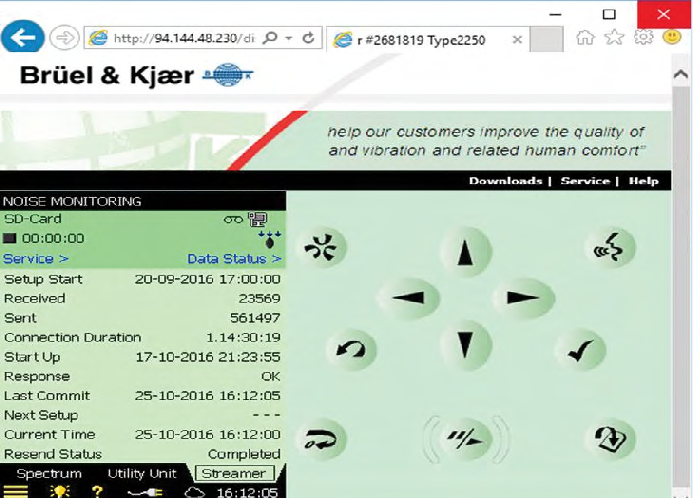 http://94.144.48.230/di
r #2681819 Type2250
Brüel & Kjær
help our customers improve the quality of
and vibration and related human comfort"
Downloads | Service | Help
NOISE MONITORING
SD-Card
00:00:00
Service > Data Status >
Setup Start 20-09-2016 17:00:00
Received 23569
Sent 561497
Connection Duration 1.14:30:19
Start Up 17-10-2016 21:23:55
Response OK
Last Commit 25-10-2016 16:12:05
Next Setup - - -
Current Time 25-10-2016 16:12:00
Resend Status Completed
Spectrum Utility Unit Streamer
? 16:12:05